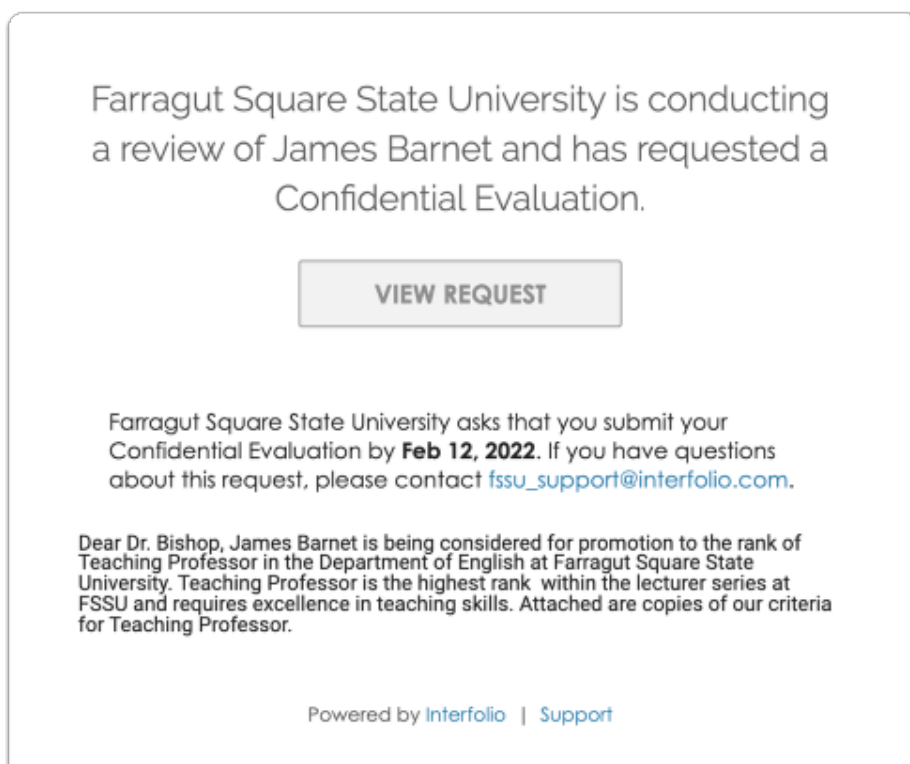 Farragut Square State University is conducting
a review of James Barnet and has requested a
Confidential Evaluation.
VIEW REQUEST
Farragut Square State University asks that you submit your
Confidential Evaluation by Feb 12, 2022. If you have questions
about this request, please contact fssu_support@interfolio.com.
Dear Dr. Bishop, James Barnet is being considered for promotion to the rank of
Teaching Professor in the Department of English at Farragut Square State
University. Teaching Professor is the highest rank  within the lecturer series at
FSSU and requires excellence in teaching skills. Attached are copies of our criteria
for Teaching Professor.
Powered by Interfolio | Support